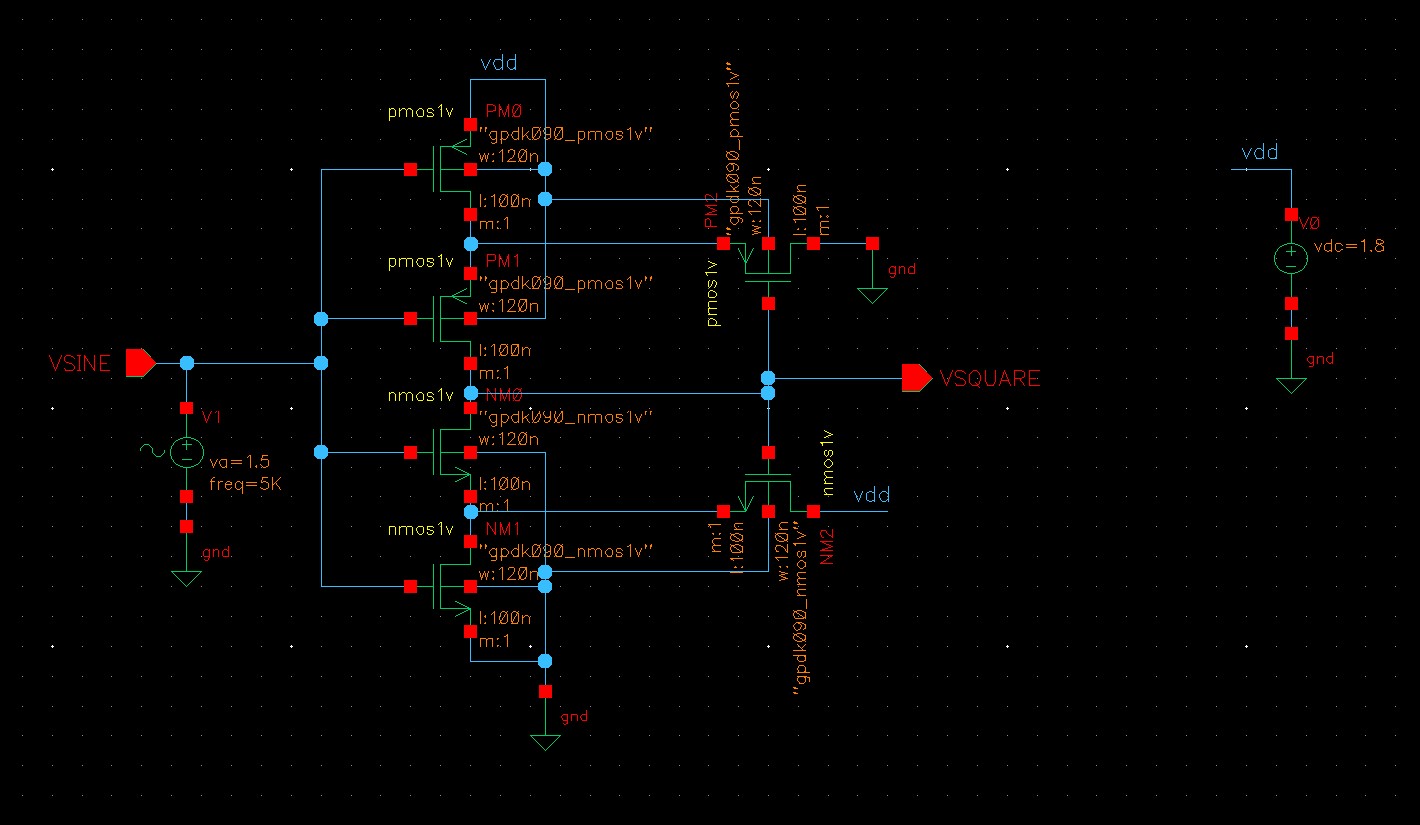 vdd
pmos1v
PM0
"gpdk090_pmos1v"
w:120n
l:100n
m:1
pmos1v
PM1
"gpdk090_pmos1v"
w:120n
l:100n
m:1
nmos1v
NM0
"gpdk090_nmos1v"
w:120n
l:100n
m:1
nmos1v
NM1
"gpdk090_nmos1v"
w:120n
l:100n
m:1
gnd
VSINE
V1
va=1.5
freq=5K
gnd
pmos1v
PM2
"gpdk090_pmos1v"
w:120n
l:100n
m:1
gnd
VSQUARE
nmos1v
vdd
m:1
l:100n
w:120n
"gpdk090_nmos1v"
NM2
vdd
V0
vdc=1.8
gnd